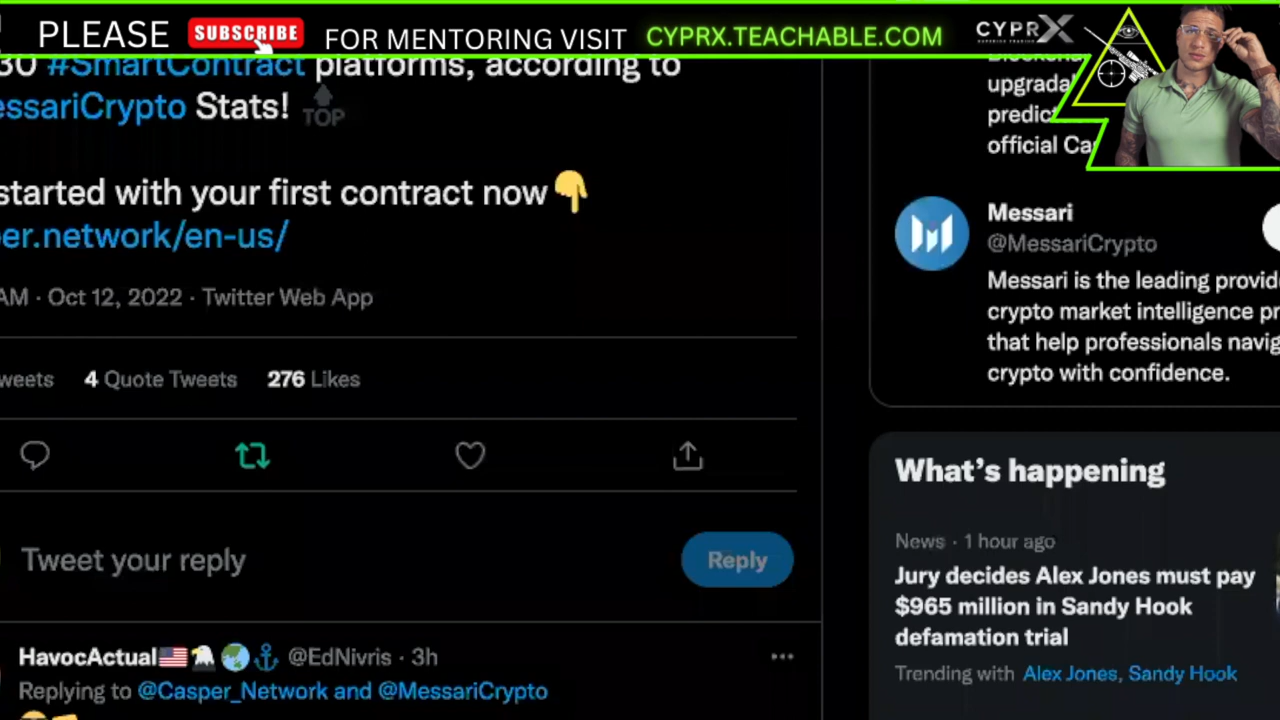 PLEASE SUBSCRIBE FOR MENTORING VISIT CYPRX.TEACHABLE.COM CYPRX
30 #SmartContract platforms, according to
essariCrypto Stats! 🔝
started with your first contract now👇
er.network/en-us/
AM · Oct 12, 2022 · Twitter Web App
weets 4 Quote Tweets 276 Likes
Tweet your reply
Reply
HavocActual🇺🇸🦅🌏⚓ @EdNivris · 3h
Replying to @Casper_Network and @MessariCrypto
upgrada
predic
official Ca
Messari
@MessariCrypto
Messari is the leading provid
crypto market intelligence pr
that help professionals navig
crypto with confidence.
What's happening
News · 1 hour ago
Jury decides Alex Jones must pay
$965 million in Sandy Hook
defamation trial
Trending with Alex Jones, Sandy Hook